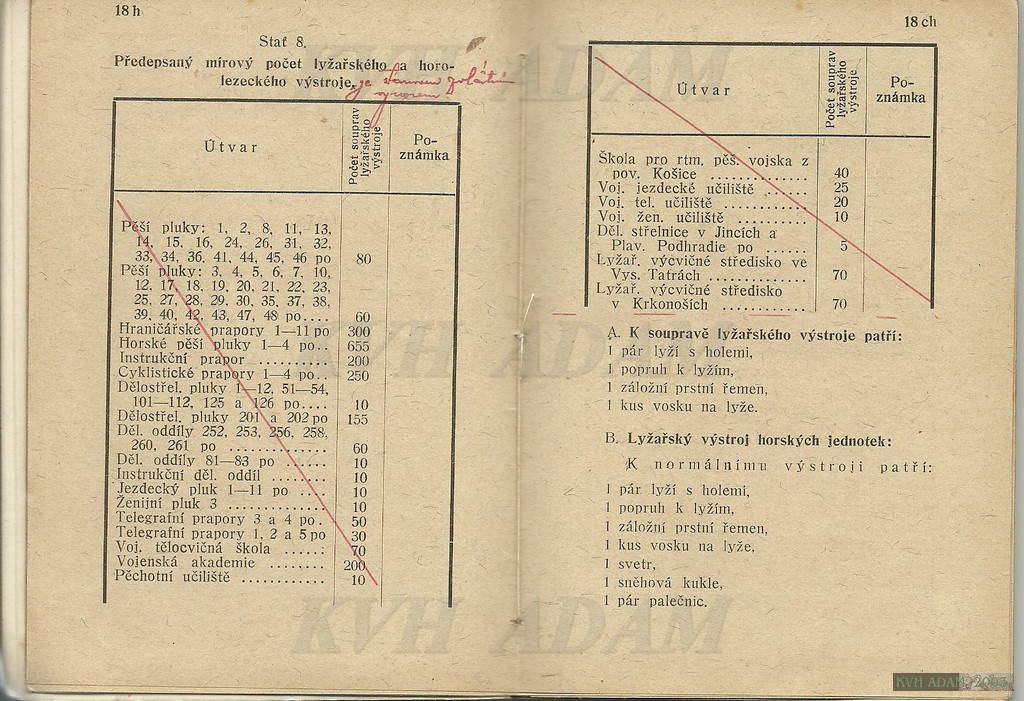 18 h
Stať 8.
Předepsaný mírový počet lyžařského a horo-
lezeckého výstroje.
Útvar
Počet souprav
lyžařského
výstroje
Po-
známka
Pěší pluky: 1, 2, 8, 11, 13,
14, 15, 16, 24, 26, 31, 32,
33, 34, 36, 41, 44, 45, 46 po 80
Pěší pluky: 3, 4, 5, 6, 7, 10,
12, 17, 18, 19, 20, 21, 22, 23,
25, 27, 28, 29, 30, 35, 37, 38,
39, 40, 42, 43, 47, 48 po.... 60
Hraničářské prapory 1—11 po 300
Horské pěší pluky 1—4 po.. 655
Instrukční prapor .......... 200
Cyklistické prapory 1—4 po.. 250
Dělostřel. pluky 1—12, 51—54,
101—112, 125 a 126 po.... 10
Dělostřel. pluky 201 a 202 po 155
Děl. oddíly 252, 253, 256, 258,
260, 261 po .............. 60
Děl. oddíly 81—83 po ...... 10
Instrukční děl. oddíl ........ 10
Jezdecký pluk 1—11 po .... 10
Ženijní pluk 3 .............. 10
Telegrafní prapory 3 a 4 po. 50
Telegrafní prapory 1, 2 a 5 po 30
Voj. tělocvičná škola ...... 70
Vojenská akademie .......... 200
Pěchotní učiliště ............ 10
18 ch
Útvar
Počet souprav
lyžařského
výstroje
Po-
známka
Škola pro rtm. pěš. vojska z
pov. Košice .............. 40
Voj. jezdecké učiliště ...... 25
Voj. tel. učiliště ............ 20
Voj. žen. učiliště .......... 10
Děl. střelnice v Jincích a
Plav. Podhradie po ...... 5
Lyžař. výcvičné středisko ve
Vys. Tatrách .............. 70
Lyžař. výcvičné středisko
v Krkonoších .............. 70
A. K soupravě lyžařského výstroje patří:
1 pár lyží s holemi,
1 popruh k lyžím,
1 záložní prstní řemen,
1 kus vosku na lyže.
B. Lyžařský výstroj horských jednotek:
K normálnímu výstroji patří:
1 pár lyží s holemi,
1 popruh k lyžím,
1 záložní prstní řemen,
1 kus vosku na lyže,
1 svetr,
1 sněhová kukle,
1 pár palečnic.
KVH ADAM
KVH ADAM
KVH ADAM
KVH ADAM